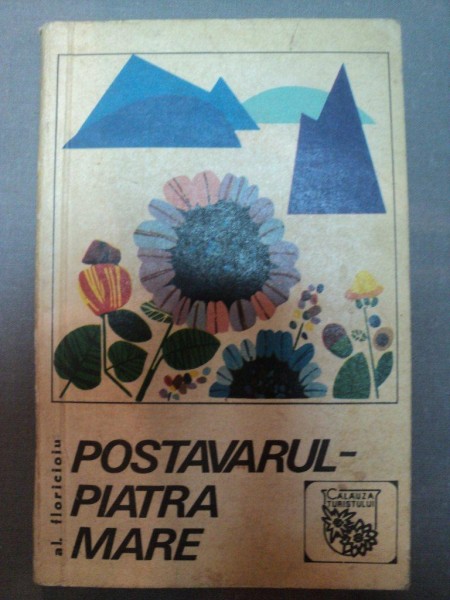 al. floricioiu
POSTAVARUL-
PIATRA
MARE
CALAUZA
TURISTULUI